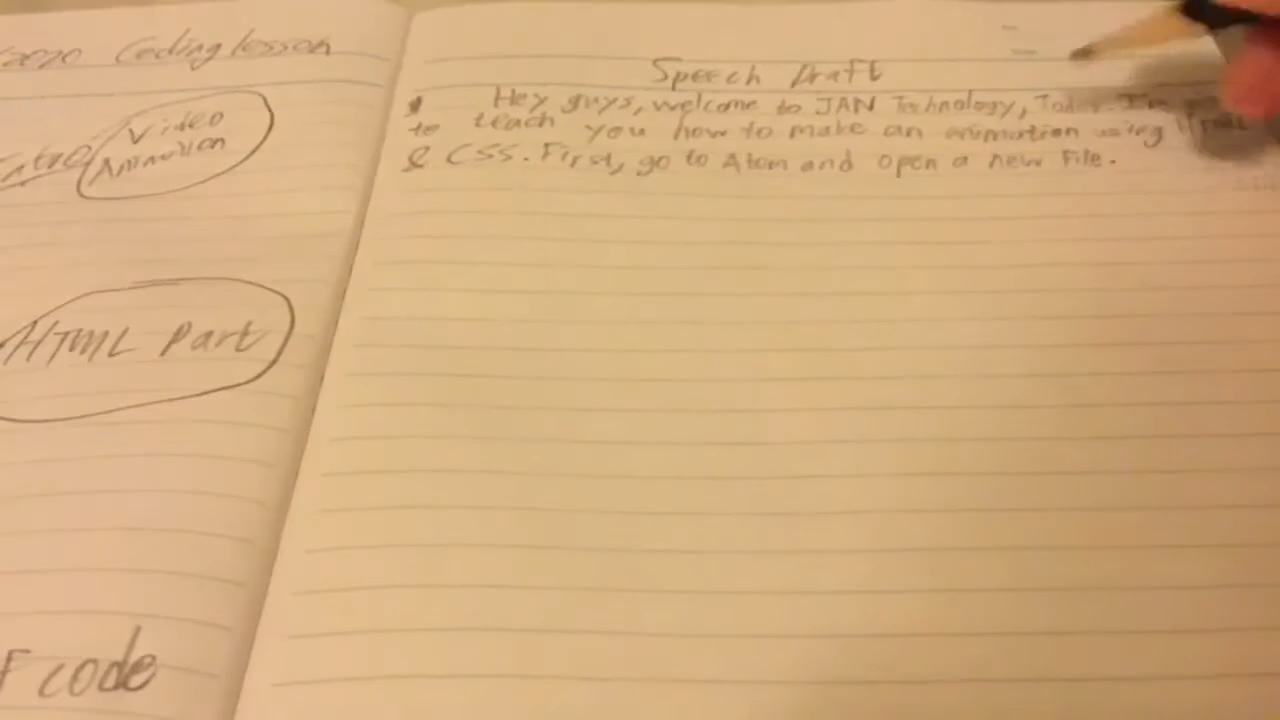 /2020 Coding lesson
Intro
Video
Animation
HTML Part
F code
Speech Draft
Hey guys, welcome to JAN Technology, Today I'm
to teach you how to make an animation using
& CSS. First, go to Atom and open a new File.